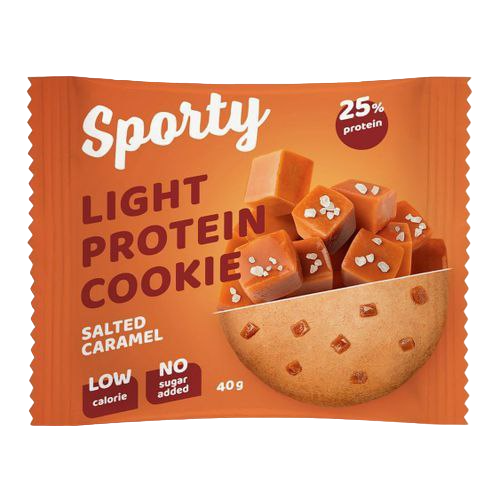 Sporty
25%
protein
LIGHT
PROTEIN
COOKIE
SALTED
CARAMEL
LOW
calorie
NO
sugar
added
40g